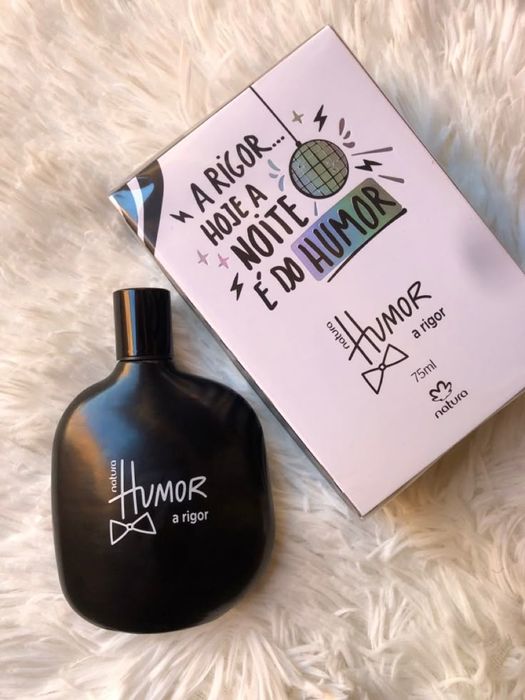 A RIGOR...
HOJE A
NOITE
É DO HUMOR
natura
HUMOR
a rigor
75ml
natura
natura
HUMOR
a rigor